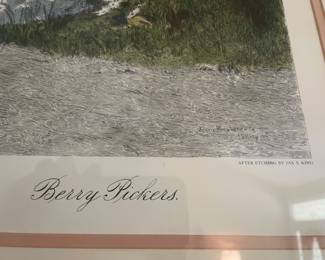 AFTER ETCHING BY JAS. S. KING
Berry Pickers.